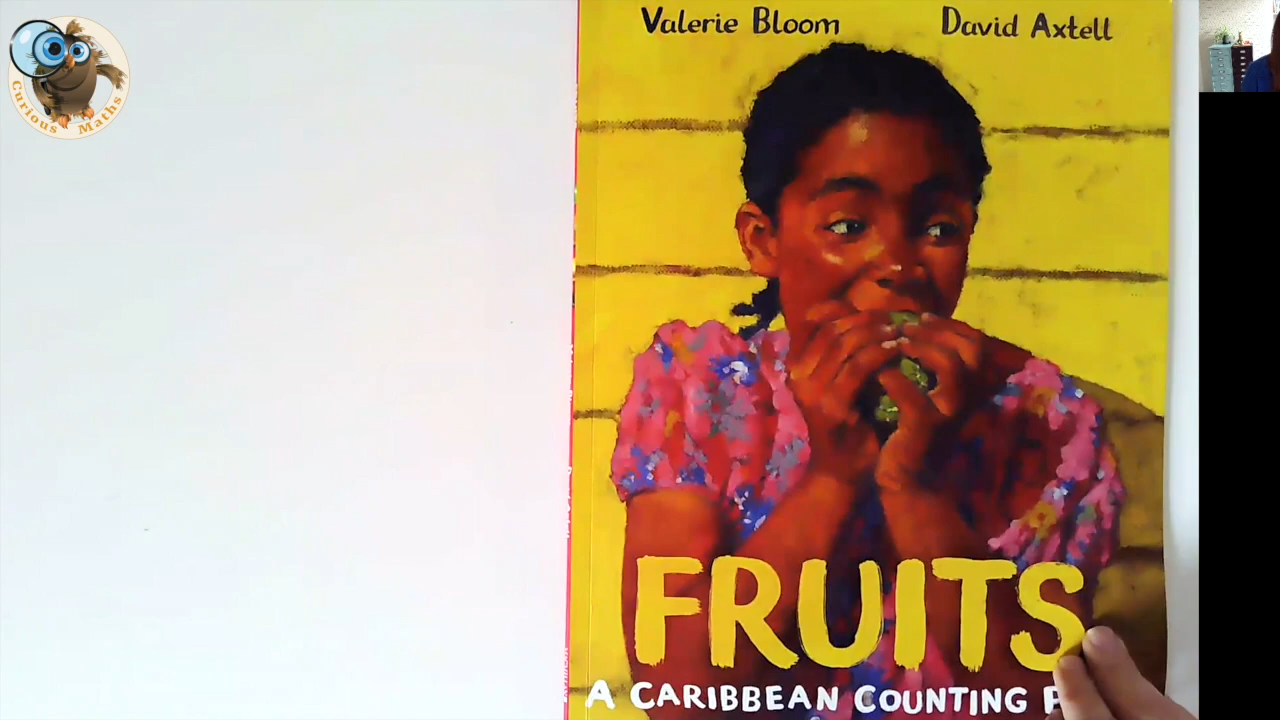 Curious Maths
Valerie Bloom
David Axtell
FRUITS
A CARIBBEAN COUNTING